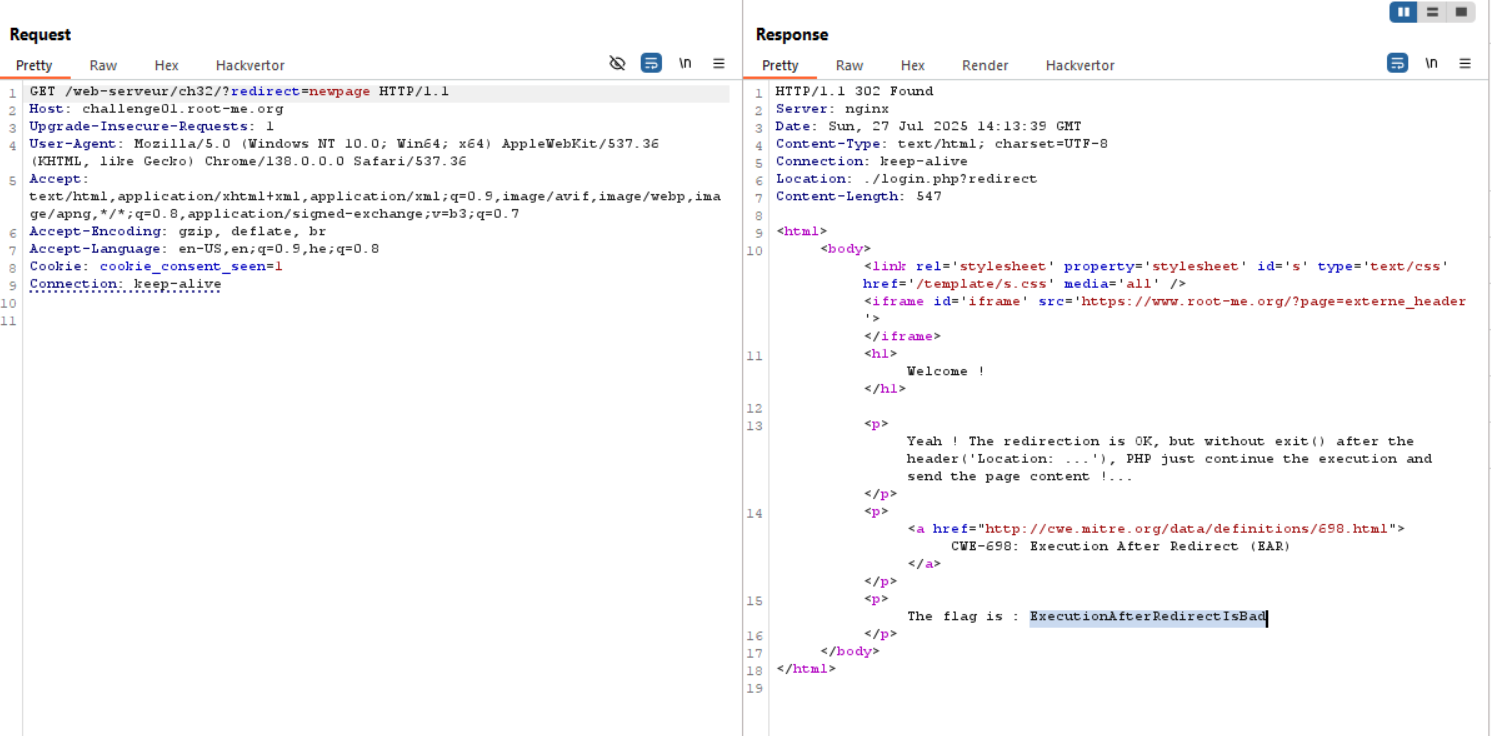 Request
Pretty Raw Hex Hackvertor \n
1 GET /web-serveur/ch32/?redirect=newpage HTTP/1.1
2 Host: challenge01.root-me.org
3 Upgrade-Insecure-Requests: 1
4 User-Agent: Mozilla/5.0 (Windows NT 10.0; Win64; x64) AppleWebKit/537.36
(KHTML, like Gecko) Chrome/138.0.0.0 Safari/537.36
5 Accept:
text/html,application/xhtml+xml,application/xml;q=0.9,image/avif,image/webp,ima
ge/apng,*/*;q=0.8,application/signed-exchange;v=b3;q=0.7
6 Accept-Encoding: gzip, deflate, br
7 Accept-Language: en-US,en;q=0.9,he;q=0.8
8 Cookie: cookie_consent_seen=1
9 Connection: keep-alive
10
11
Response
Pretty Raw Hex Render Hackvertor \n
1 HTTP/1.1 302 Found
2 Server: nginx
3 Date: Sun, 27 Jul 2025 14:13:39 GMT
4 Content-Type: text/html; charset=UTF-8
5 Connection: keep-alive
6 Location: ./login.php?redirect
7 Content-Length: 547
8
9 <html>
10 <body>
<link rel='stylesheet' property='stylesheet' id='s' type='text/css'
href='/template/s.css' media='all' />
<iframe id='iframe' src='https://www.root-me.org/?page=externe_header
'>
</iframe>
11 <h1>
Welcome !
</h1>
12
13 <p>
Yeah ! The redirection is OK, but without exit() after the
header('Location: ...'), PHP just continue the execution and
send the page content !...
</p>
14 <p>
<a href="http://cwe.mitre.org/data/definitions/698.html">
CWE-698: Execution After Redirect (EAR)
</a>
</p>
15 <p>
The flag is : ExecutionAfterRedirectIsBad
16 </p>
17 </body>
18 </html>
19